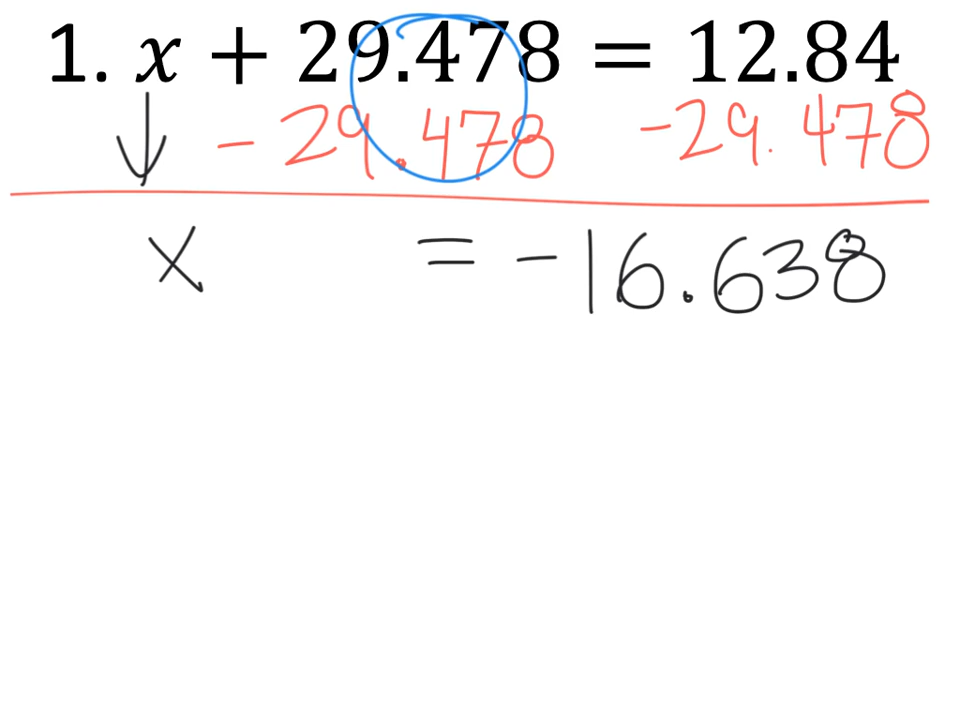 1. x + 29.478 = 12.84
- 29.478 -29.478
x = -16.638